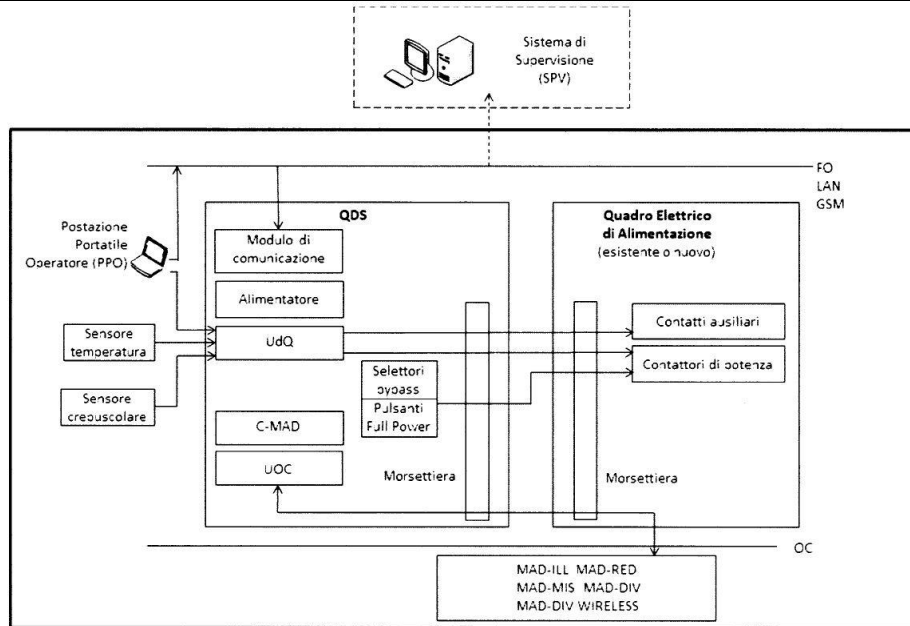 Sistema di
Supervisione
(SPV)
FO
LAN
GSM
QDS
Quadro Elettrico
di Alimentazione
(esistente o nuovo)
Postazione
Portatile
Operatore (PPO)
Modulo di
comunicazione
Alimentatore
UdQ
Contatti ausiliari
Sensore
temperatura
Contattori di potenza
Selettori
bypass
Pulsanti
Full Power
Sensore
crepuscolare
C-MAD
UOC
Morsettiera
Morsettiera
OC
MAD-ILL MAD-RED
MAD-MIS MAD-DIV
MAD-DIV WIRELESS